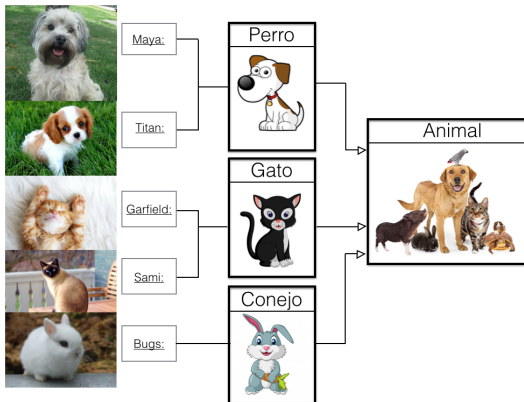 Maya:
Titan:
Garfield:
Sami:
Bugs:
Perro
Gato
Conejo
Animal